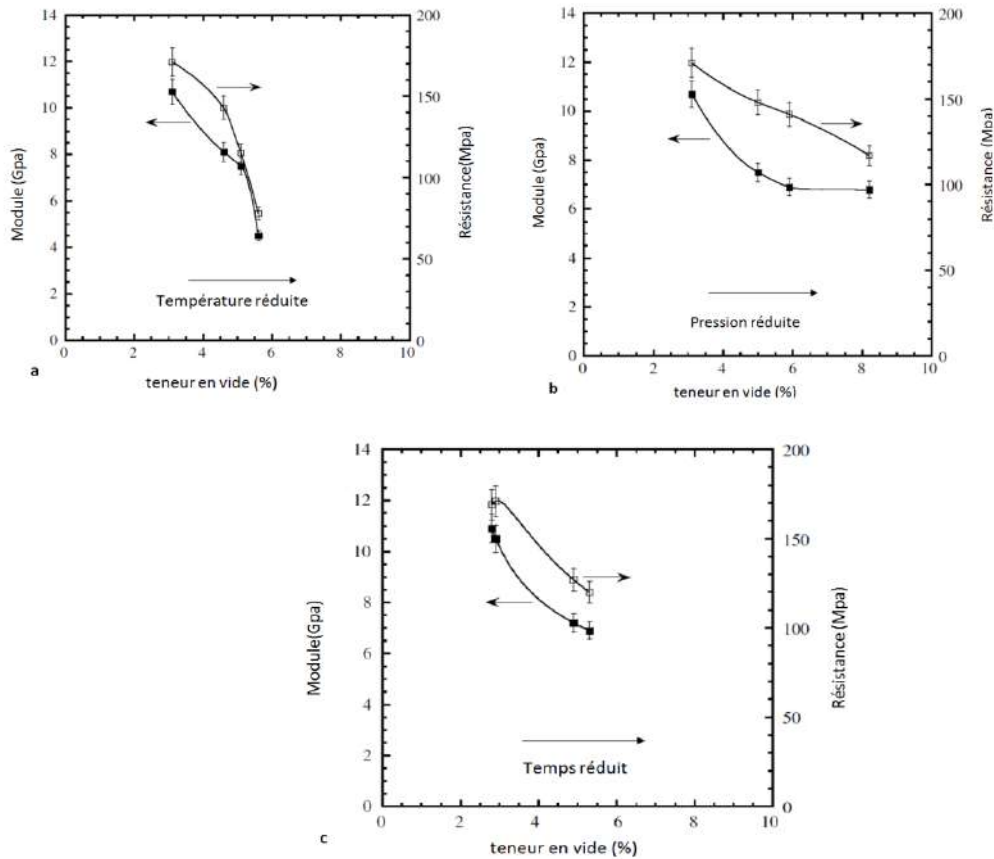 14
12
10
8
6
4
2
0
Module (Gpa)
200
150
100
50
0
Résistance(Mpa)
Température réduite
0 2 4 6 8 10
a
teneur en vide (%)
14
12
10
8
6
4
2
0
Module (Gpa)
200
150
100
50
0
Résistance (Mpa)
Pression réduite
0 2 4 6 8 10
b
teneur en vide (%)
14
12
10
8
6
4
2
0
Module(Gpa)
200
150
100
50
0
Résistance (Mpa)
Temps réduit
0 2 4 6 8 10
c
teneur en vide (%)